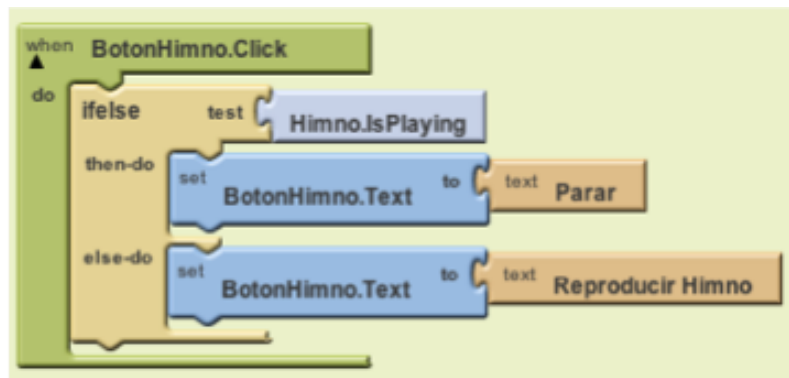 when BotonHimno.Click
do ifelse test Himno.IsPlaying
then-do set BotonHimno.Text to text Parar
else-do set BotonHimno.Text to text Reproducir Himno